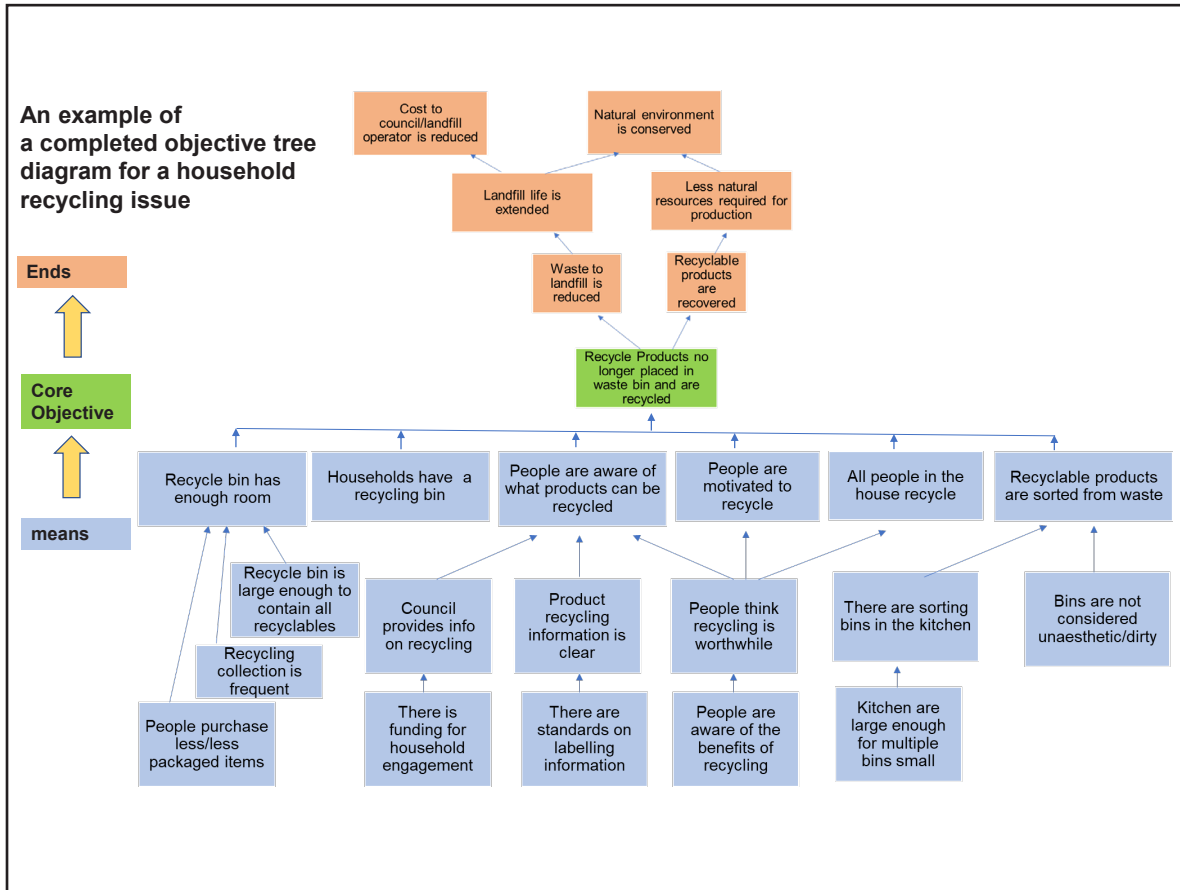 An example of
a completed objective tree
diagram for a household
recycling issue
Cost to
council/landfill
operator is reduced
Natural environment
is conserved
Landfill life is
extended
Less natural
resources required for
production
Ends
Waste to
landfill is
reduced
Recyclable
products
are
recovered
Core
Objective
Recycle Products no
longer placed in
waste bin and are
recycled
means
Recycle bin has
enough room
Households have a
recycling bin
People are aware of
what products can be
recycled
People are
motivated to
recycle
All people in the
house recycle
Recyclable products
are sorted from waste
Recycle bin is
large enough to
contain all
recyclables
Recycling
collection is
frequent
People purchase
less/less
packaged items
Council
provides info
on recycling
Product
recycling
information is
clear
People think
recycling is
worthwhile
There are sorting
bins in the kitchen
Bins are not
considered
unaesthetic/dirty
There is
funding for
household
engagement
There are
standards on
labelling
information
People are
aware of the
benefits of
recycling
Kitchen are
large enough
for multiple
bins small